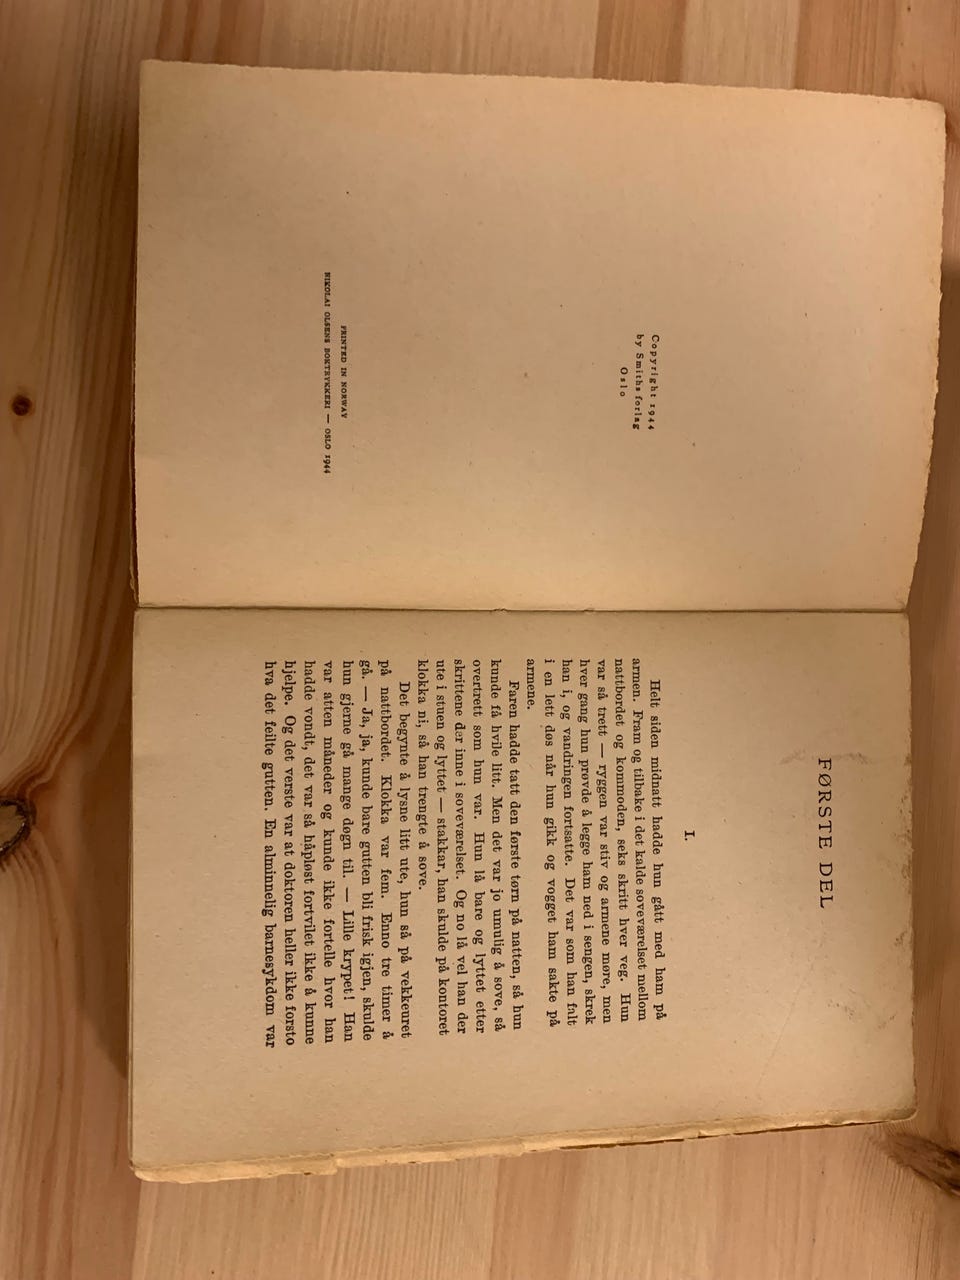 Copyright 1944
by Smiths forlag
Oslo
PRINTED IN NORWAY
NIKOLAI OLSENS BOKTRYKKERI — OSLO 1944
FØRSTE DEL
I.
Helt siden midnatt hadde hun gått med ham på
armen. Fram og tilbake i det kalde soveværelset mellom
nattbordet og kommoden, seks skritt hver veg. Hun
var så trett — ryggen var stiv og armene møre, men
hver gang hun prøvde å legge ham ned i sengen, skrek
han i, og vandringen fortsatte. Det var som han falt
i en lett døs når hun gikk og vogget ham sakte på
armene.
Faren hadde tatt den første tørn på natten, så hun
kunde få hvile litt. Men det var jo umulig å sove, så
overtrett som hun var. Hun lå bare og lyttet etter
skrittene der inne i soveværelset. Og no lå vel han der
ute i stuen og lyttet — stakkar, han skulde på kontoret
klokka ni, så han trengte å sove.
Det begynte å lysne litt ute, hun så på vekkeuret
på nattbordet. Klokka var fem. Enno tre timer å
gå. — Ja, ja, kunde bare gutten bli frisk igjen, skulde
hun gjerne gå mange døgn til. — Lille krypet! Han
var atten måneder og kunde ikke fortelle hvor han
hadde vondt, det var så håpløst fortvilet ikke å kunne
hjelpe. Og det verste var at doktoren heller ikke forsto
hva det feilte gutten. En alminnelig barnesykdom var